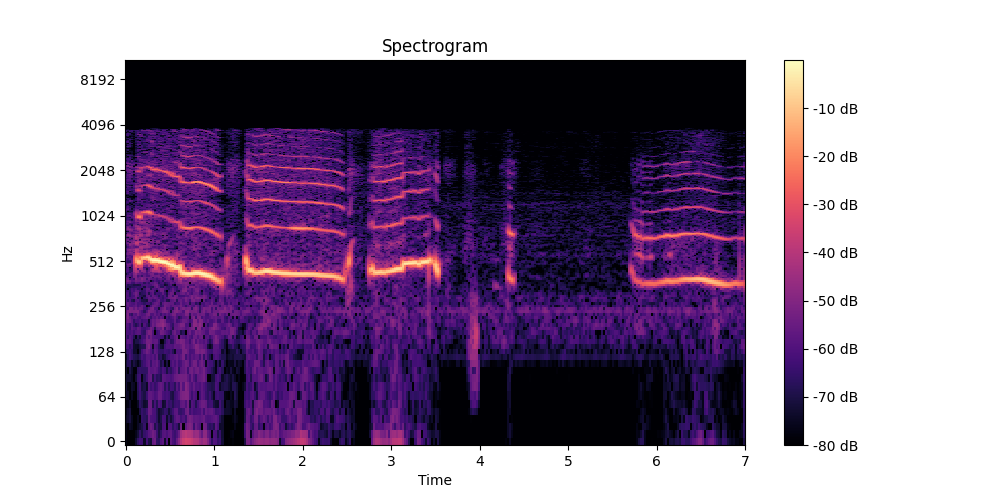 Spectrogram
8192
4096
2048
1024
512
256
128
64
0
Hz
0 1 2 3 4 5 6 7
Time
-10 dB
-20 dB
-30 dB
-40 dB
-50 dB
-60 dB
-70 dB
-80 dB